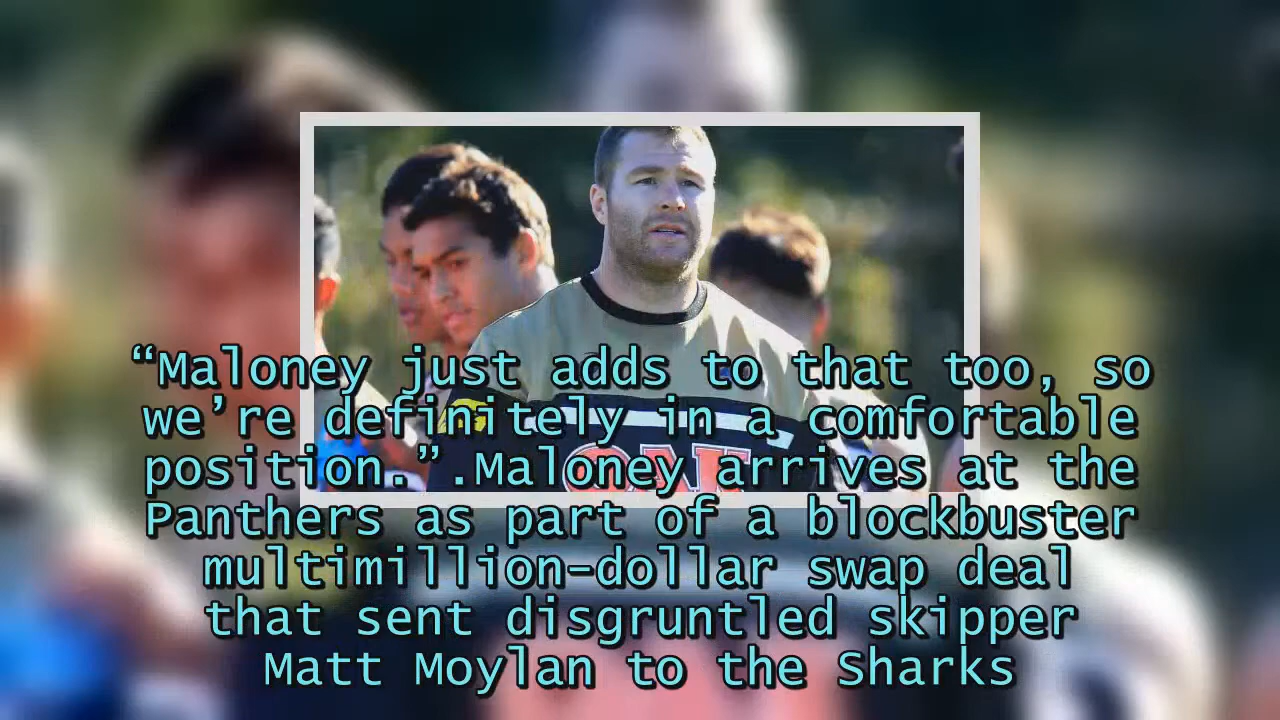 “Maloney just adds to that too, so
we’re definitely in a comfortable
position.”.Maloney arrives at the
Panthers as part of a blockbuster
multimillion-dollar swap deal
that sent disgruntled skipper
Matt Moylan to the Sharks